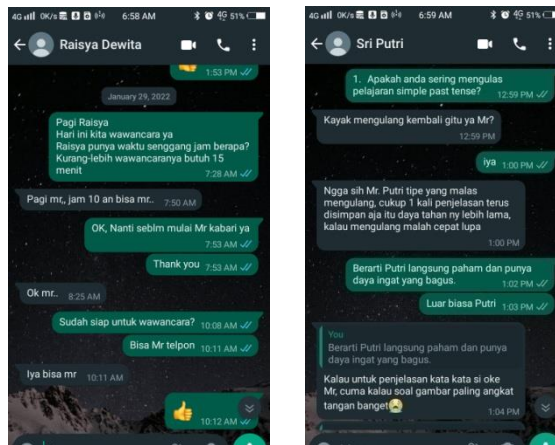 4G 0K/s 6:58 AM 4G 51%
Raisya Dewita
1:53 PM
January 29, 2022
Pagi Raisya
Hari ini kita wawancara ya
Raisya punya waktu senggang jam berapa?
Kurang-lebih wawancaranya butuh 15
menit
7:28 AM
Pagi mr,, jam 10 an bisa mr.. 7:50 AM
OK, Nanti seblm mulai Mr kabari ya
7:53 AM
Thank you 7:53 AM
Ok mr.. 8:25 AM
Sudah siap untuk wawancara? 10:08 AM
Bisa Mr telpon 10:11 AM
Iya bisa mr 10:11 AM
👍 10:12 AM
4G 0K/s 6:59 AM 4G 51%
Sri Putri
1. Apakah anda sering mengulas
pelajaran simple past tense? 12:59 PM
Kayak mengulang kembali gitu ya Mr?
12:59 PM
iya 1:00 PM
Ngga sih Mr. Putri tipe yang malas
mengulang, cukup 1 kali penjelasan terus
disimpan aja itu daya tahan ny lebih lama,
kalau mengulang malah cepat lupa
1:00 PM
Berarti Putri langsung paham dan punya
daya ingat yang bagus. 1:02 PM
Luar biasa Putri 1:03 PM
You
Berarti Putri langsung paham dan punya
daya ingat yang bagus.
Kalau untuk penjelasan kata kata si oke
Mr, cuma kalau soal gambar paling angkat
tangan banget😭
1:04 PM